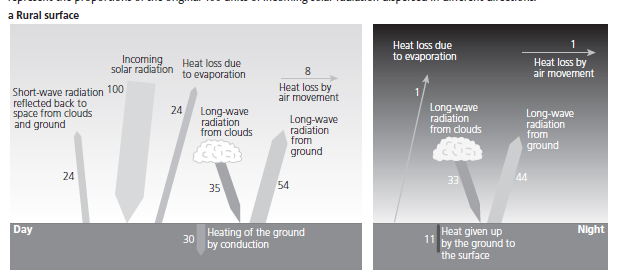 represent the proportions of the original 100 units of incoming solar radiation dispersed in different directions.
a Rural surface
Incoming
solar radiation
100
Heat loss due
to evaporation
8
Heat loss by
air movement
Short-wave radiation
reflected back to
space from clouds
and ground
24
24
Long-wave
radiation
from clouds
35
Long-wave
radiation
from
ground
54
Day
30
Heating of the ground
by conduction
Heat loss due
to evaporation
1
1
Heat loss by
air movement
Long-wave
radiation
from clouds
33
Long-wave
radiation
from
ground
44
Night
11
Heat given up
by the ground to
the surface